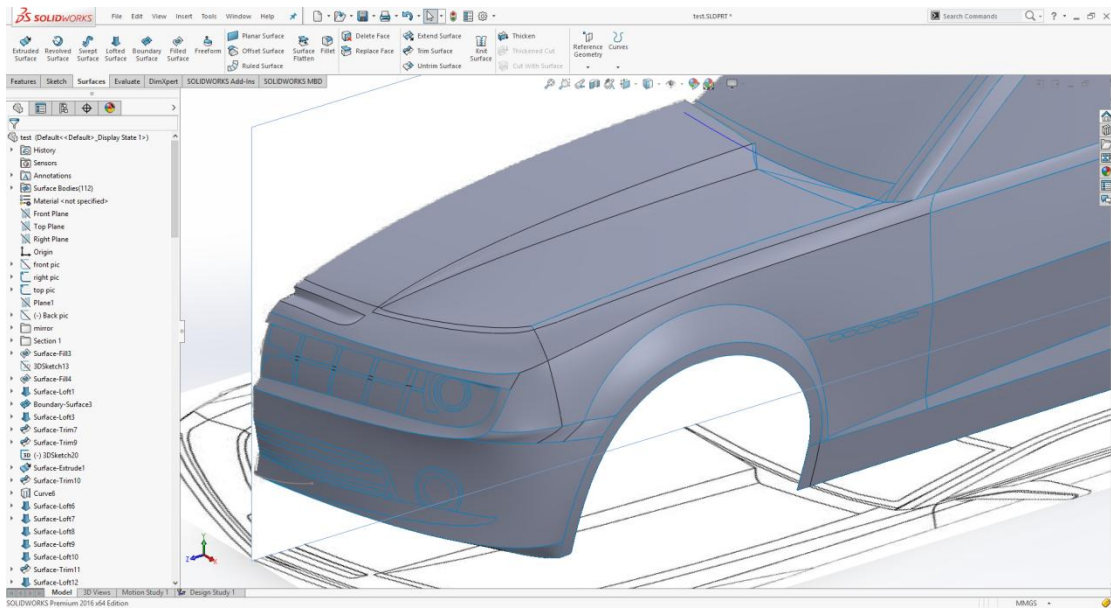 SOLIDWORKS File Edit View Insert Tools Window Help test.SLDPRT * Search Commands
Extruded Surface
Revolved Surface
Swept Surface
Lofted Surface
Boundary Surface
Filled Surface
Freeform
Planar Surface
Offset Surface
Ruled Surface
Surface Flatten
Fillet
Delete Face
Replace Face
Extend Surface
Trim Surface
Untrim Surface
Knit Surface
Thicken
Thickened Cut
Cut With Surface
Reference Geometry
Curves
Features Sketch Surfaces Evaluate DimXpert SOLIDWORKS Add-Ins SOLIDWORKS MBD
test (Default<<Default>_Display State 1>)
History
Sensors
Annotations
Surface Bodies(112)
Material <not specified>
Front Plane
Top Plane
Right Plane
Origin
front pic
right pic
top pic
Plane1
(-) Back pic
mirror
Section 1
Surface-Fill3
3DSketch13
Surface-Fill4
Surface-Loft1
Boundary-Surface3
Surface-Loft3
Surface-Trim7
Surface-Trim9
(-) 3DSketch20
Surface-Extrude1
Surface-Trim10
Curve6
Surface-Loft6
Surface-Loft7
Surface-Loft8
Surface-Loft9
Surface-Loft10
Surface-Trim11
Surface-Loft12
Model 3D Views Motion Study 1 Design Study 1
SOLIDWORKS Premium 2016 x64 Edition MMGS